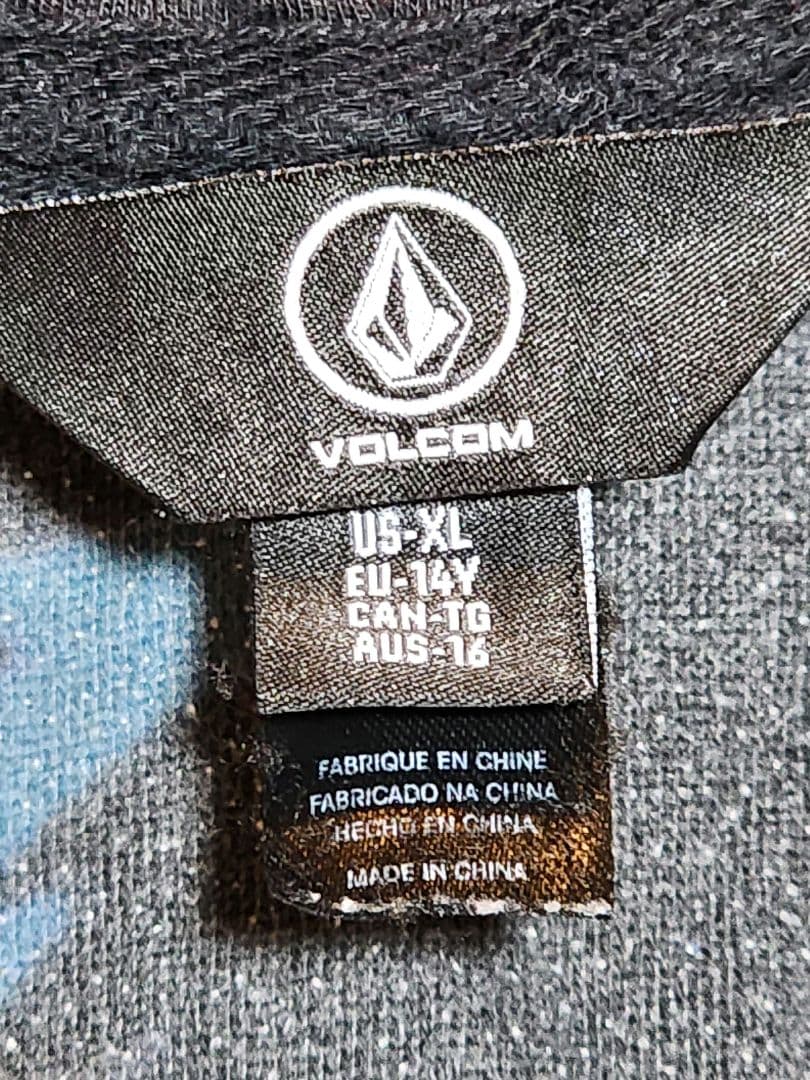 VOLCOM
US-XL
EU-14Y
CAN-TG
AUS-16
FABRIQUE EN CHINE
FABRICADO NA CHINA
HECHO EN CHINA
MADE IN CHINA